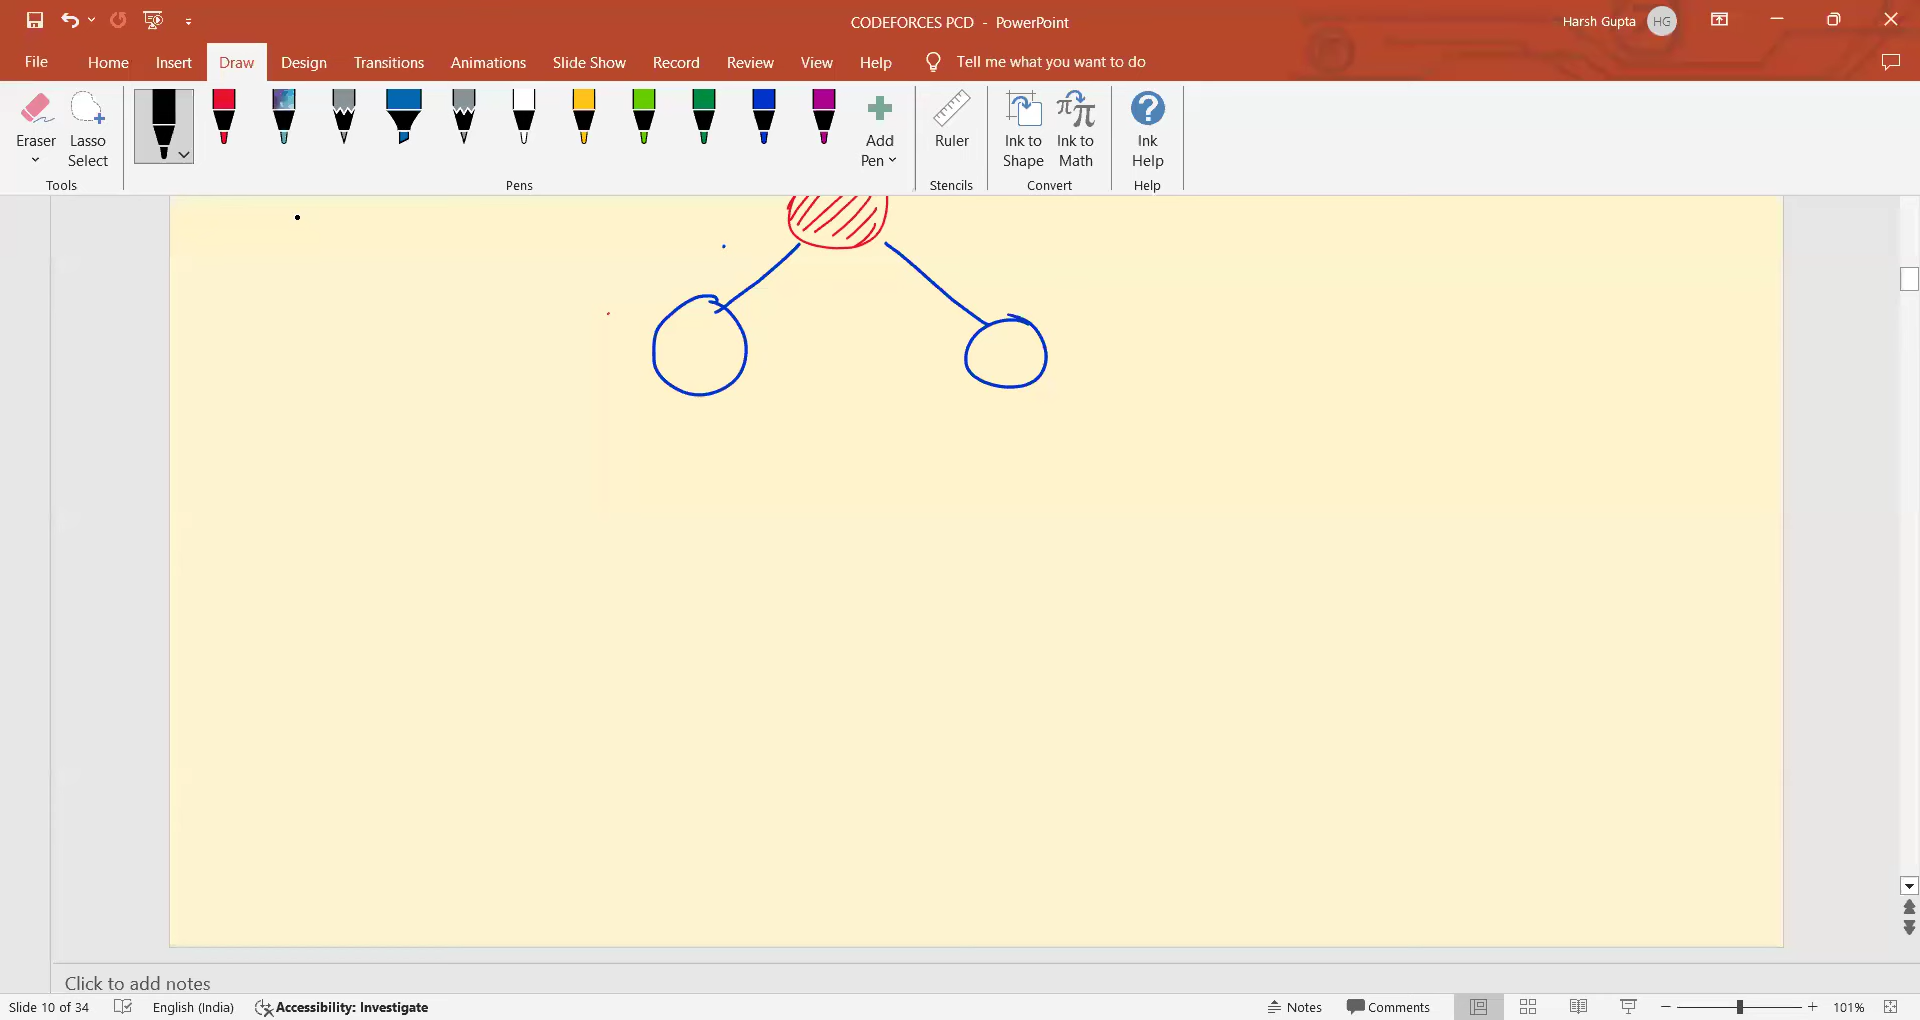 CODEFORCES PCD - PowerPoint
Harsh Gupta HG
File Home Insert Draw Design Transitions Animations Slide Show Record Review View Help Tell me what you want to do
Eraser
Lasso Select
Add Pen
Ruler
Ink to Shape
Ink to Math
Ink Help
Tools
Pens
Stencils
Convert
Help
Click to add notes
Slide 10 of 34 English (India) Accessibility: Investigate Notes Comments 101%